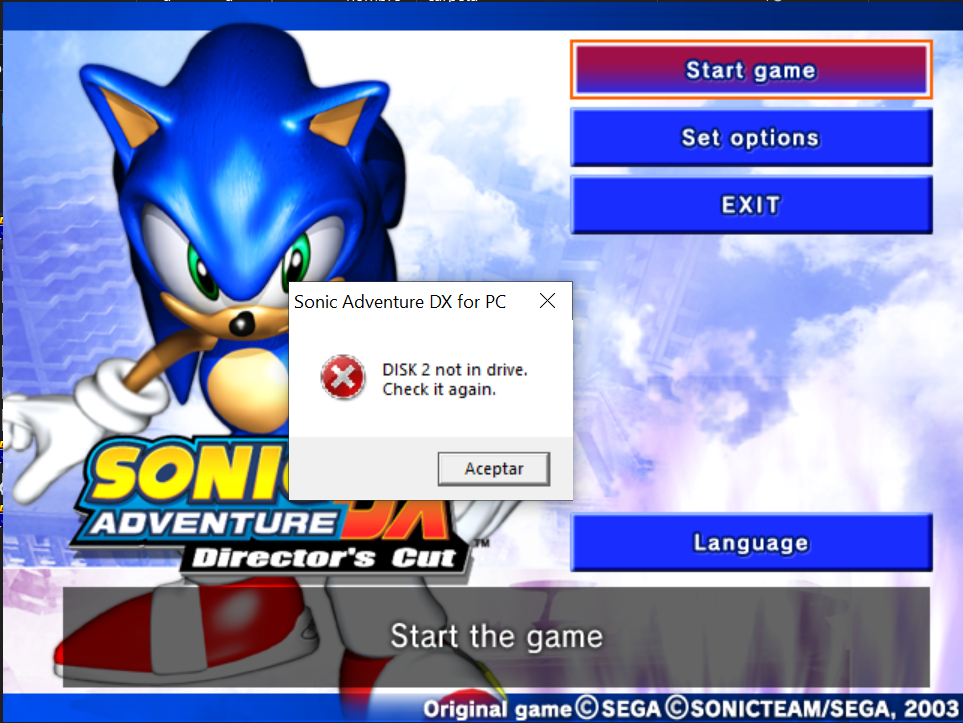 Start game
Set options
EXIT
Sonic Adventure DX for PC
DISK 2 not in drive.
Check it again.
Aceptar
SONIC
ADVENTURE DX
TM
Director's Cut
Language
Start the game
Original game©SEGA ©SONICTEAM/SEGA, 2003